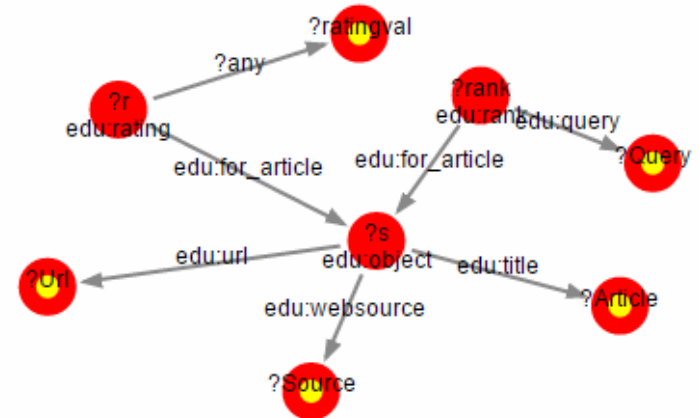 ?ratingval
?any
?r
edu:rating
?rank
edu:rank
edu:query
?Query
edu:for_article
edu:for_article
?s
edu:object
edu:url
?Url
edu:title
?Article
edu:websource
?Source